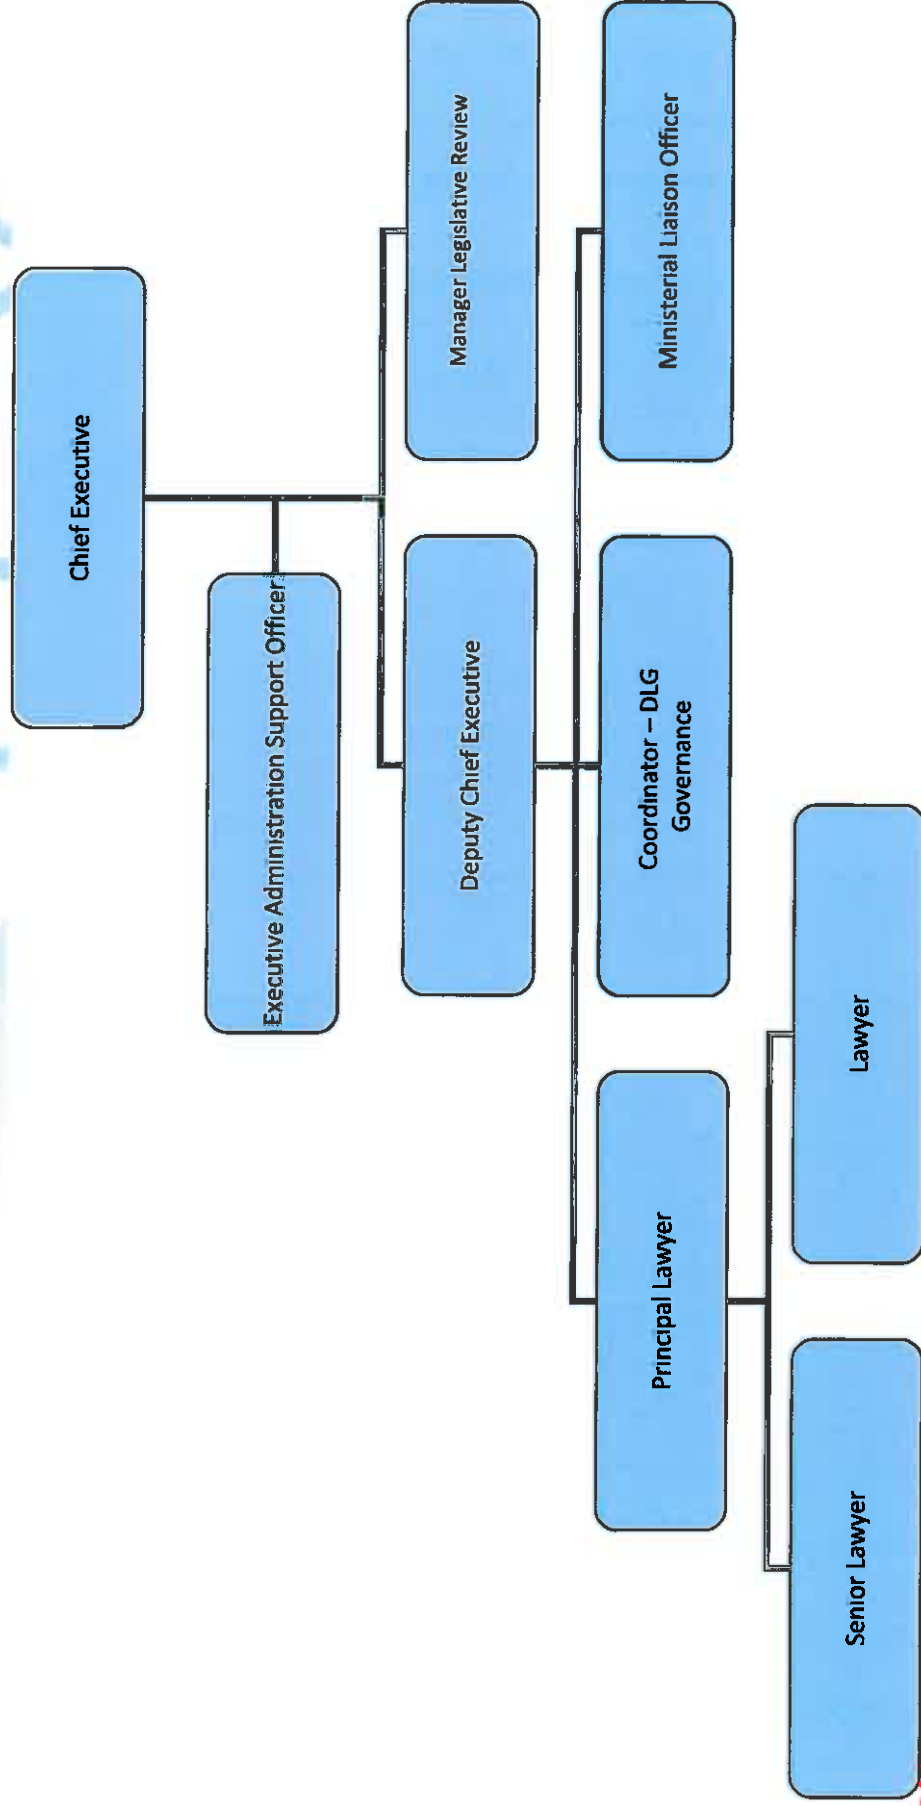 Chief Executive
Executive Administration Support Officer
Deputy Chief Executive
Manager Legislative Review
Principal Lawyer
Coordinator – DLG
Governance
Ministerial Liaison Officer
Senior Lawyer
Lawyer